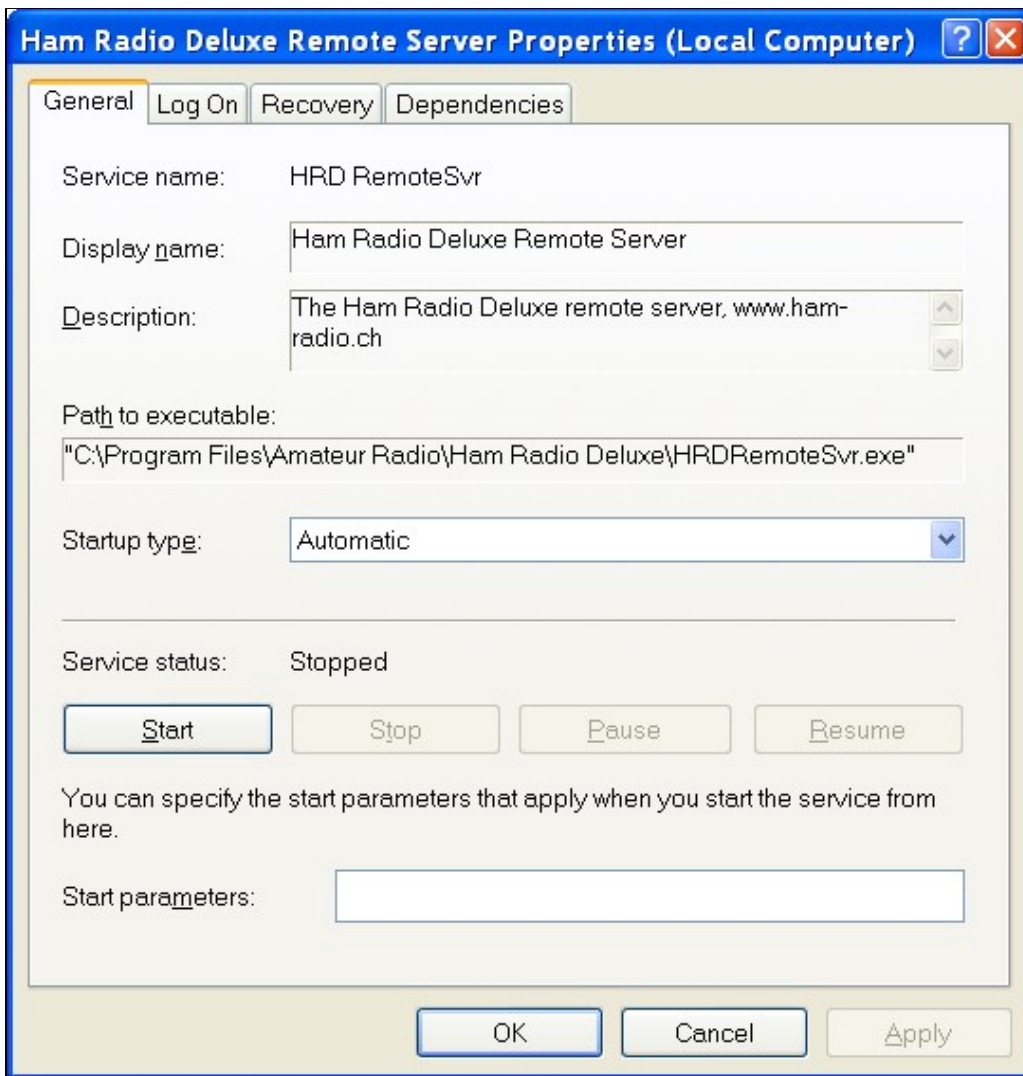 Ham Radio Deluxe Remote Server Properties (Local Computer)
General Log On Recovery Dependencies
Service name: HRD RemoteSvr
Display name: Ham Radio Deluxe Remote Server
Description: The Ham Radio Deluxe remote server, www.ham-
radio.ch
Path to executable:
"C:\Program Files\Amateur Radio\Ham Radio Deluxe\HRDRemoteSvr.exe"
Startup type: Automatic
Service status: Stopped
Start Stop Pause Resume
You can specify the start parameters that apply when you start the service from
here.
Start parameters:
OK Cancel Apply